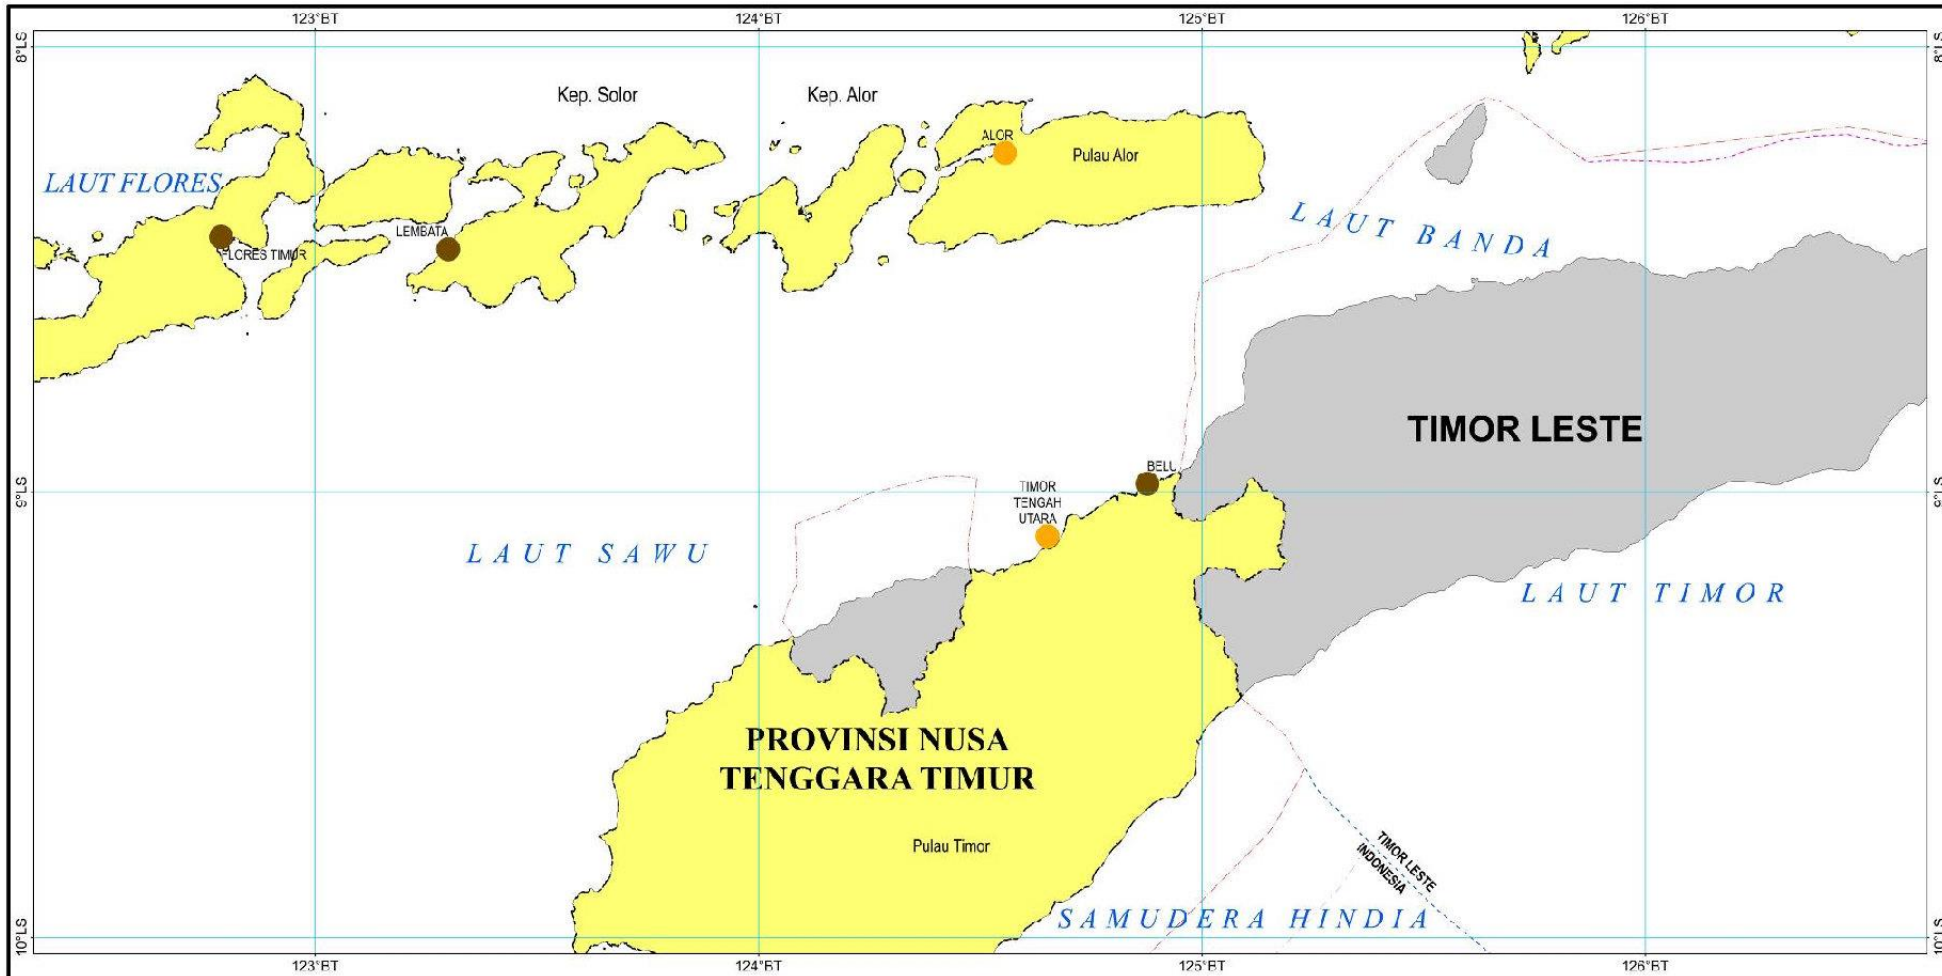 123°BT
124°BT
125°BT
126°BT
8°LS
8°LS
Kep. Solor
Kep. Alor
ALOR
Pulau Alor
LAUT FLORES
LAUT BANDA
LEMBATA
FLORES TIMUR
TIMOR LESTE
BELU
TIMOR
TENGAH
UTARA
9°LS
9°LS
LAUT SAWU
LAUT TIMOR
PROVINSI NUSA
TENGGARA TIMUR
Pulau Timor
TIMOR LESTE
INDONESIA
SAMUDERA HINDIA
10°LS
10°LS
123°BT
124°BT
125°BT
126°BT